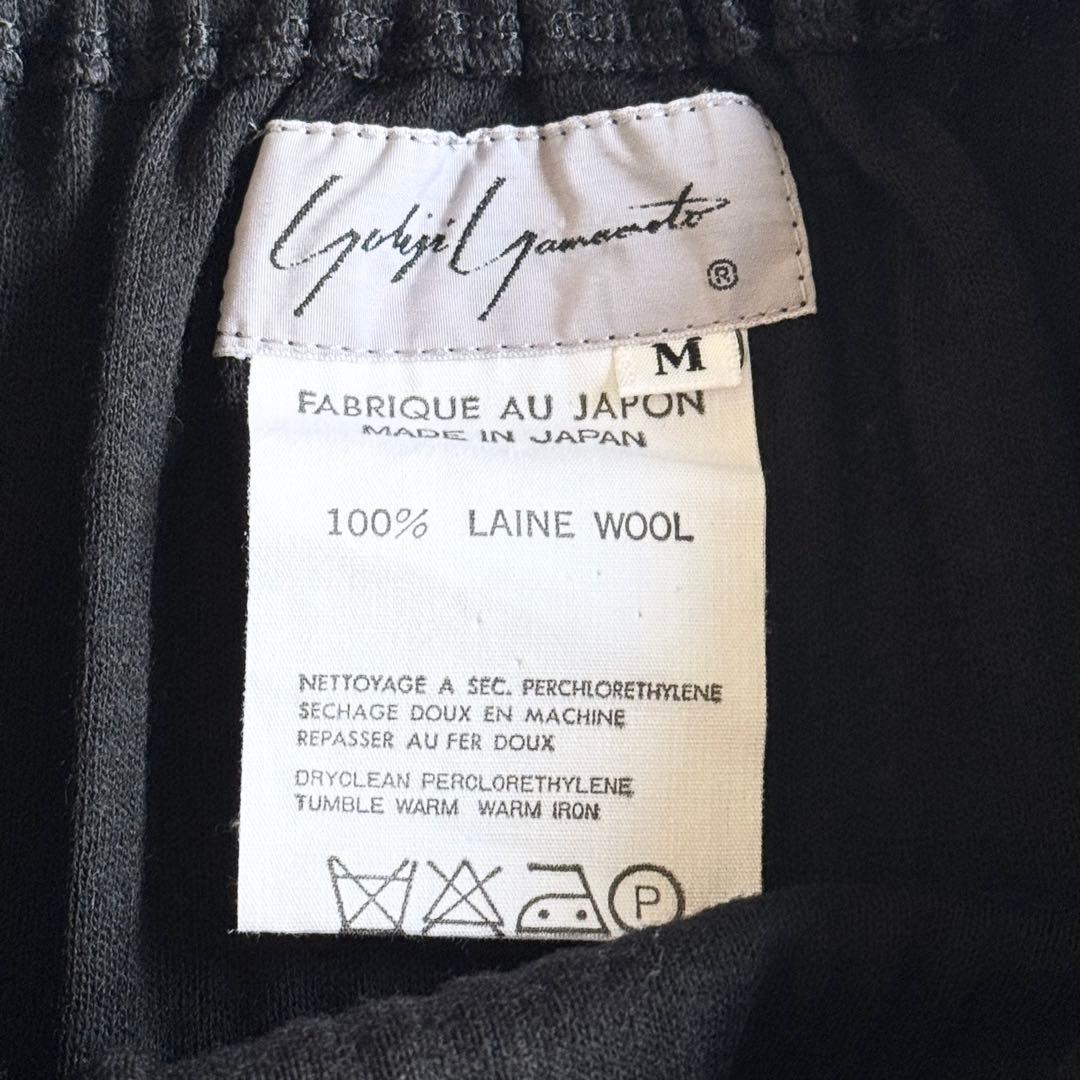 Yohji Yamamoto
®
M
FABRIQUE AU JAPON
MADE IN JAPAN
100% LAINE WOOL
NETTOYAGE A SEC. PERCHLORETHYLENE
SECHAGE DOUX EN MACHINE
REPASSER AU FER DOUX
DRYCLEAN PERCLORETHYLENE
TUMBLE WARM WARM IRON
P